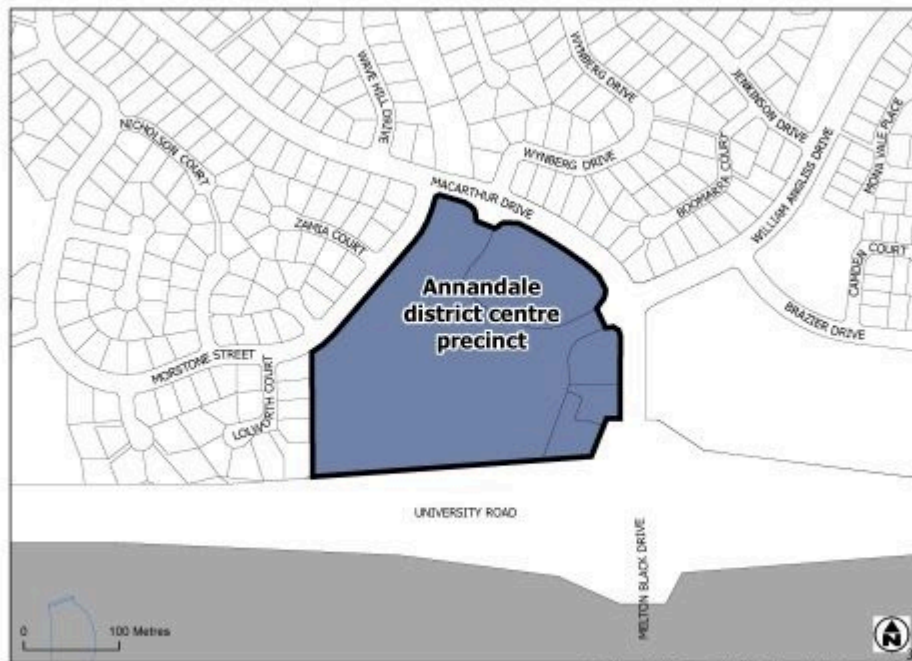 WAVE HILL DRIVE
WYNBERG DRIVE
JENKINSON DRIVE
NICHOLSON COURT
WYNBERG DRIVE
BOOMARRA COURT
WILLIAM ANGLISS DRIVE
MONA VALE PLACE
MACARTHUR DRIVE
ZAMIA COURT
CAMDEN COURT
Annandale
district centre
precinct
BRAZIER DRIVE
MORSTONE STREET
LOLWORTH COURT
UNIVERSITY ROAD
MELTON BLACK DRIVE
0 100 Metres
N